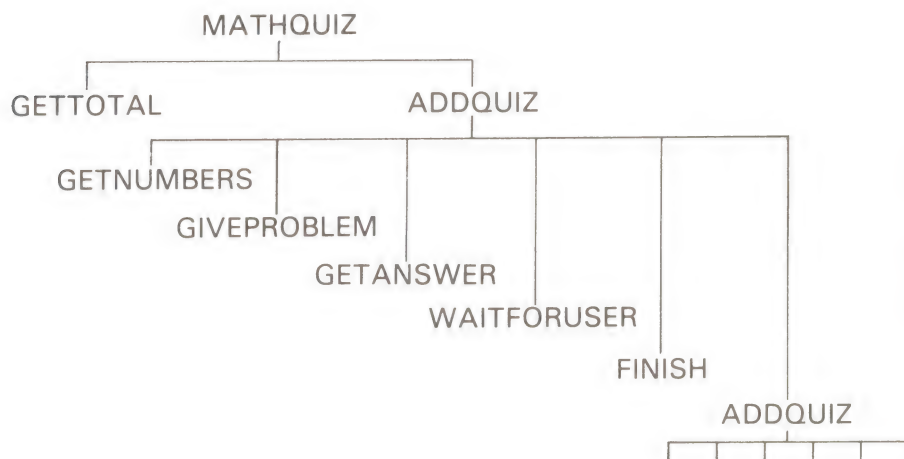 MATHQUIZ
GETTOTAL ADDQUIZ
GETNUMBERS
GIVEPROBLEM
GETANSWER
WAITFORUSER
FINISH
ADDQUIZ